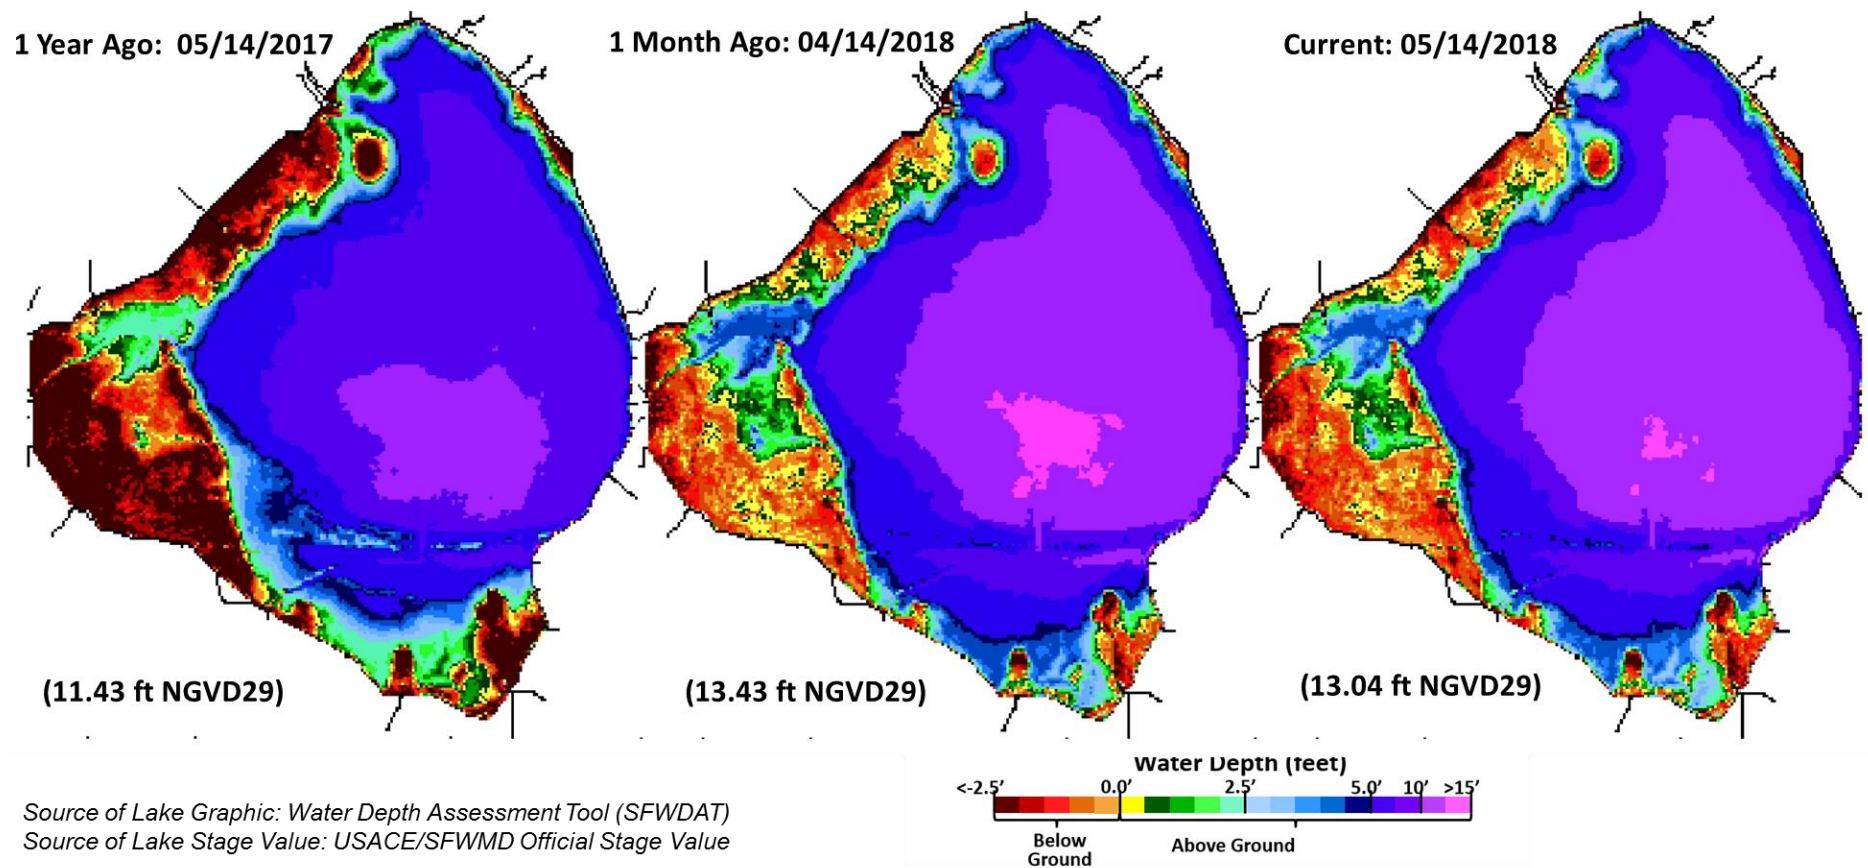 1 Year Ago: 05/14/2017
1 Month Ago: 04/14/2018
Current: 05/14/2018
(11.43 ft NGVD29)
(13.43 ft NGVD29)
(13.04 ft NGVD29)
Water Depth (feet)
<-2.5' 0.0' 2.5' 5.0' 10' >15'
Below
Ground
Above Ground
Source of Lake Graphic: Water Depth Assessment Tool (SFWDAT)
Source of Lake Stage Value: USACE/SFWMD Official Stage Value